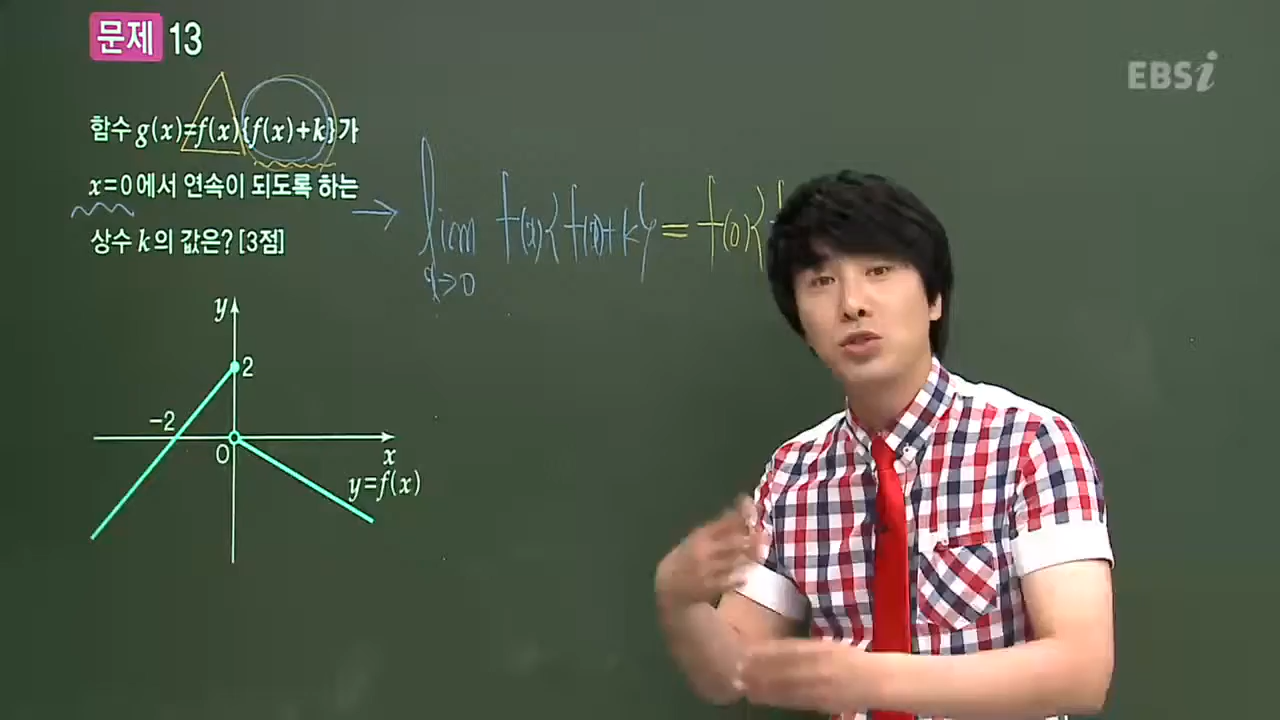 문제 13
EBSi
함수 g(x)=f(x){f(x)+k}가
x=0에서 연속이 되도록 하는
상수 k의 값은? [3점]
lim f(x){f(x)+k} = f(0){
x→0
y
2
-2
0
x
y=f(x)